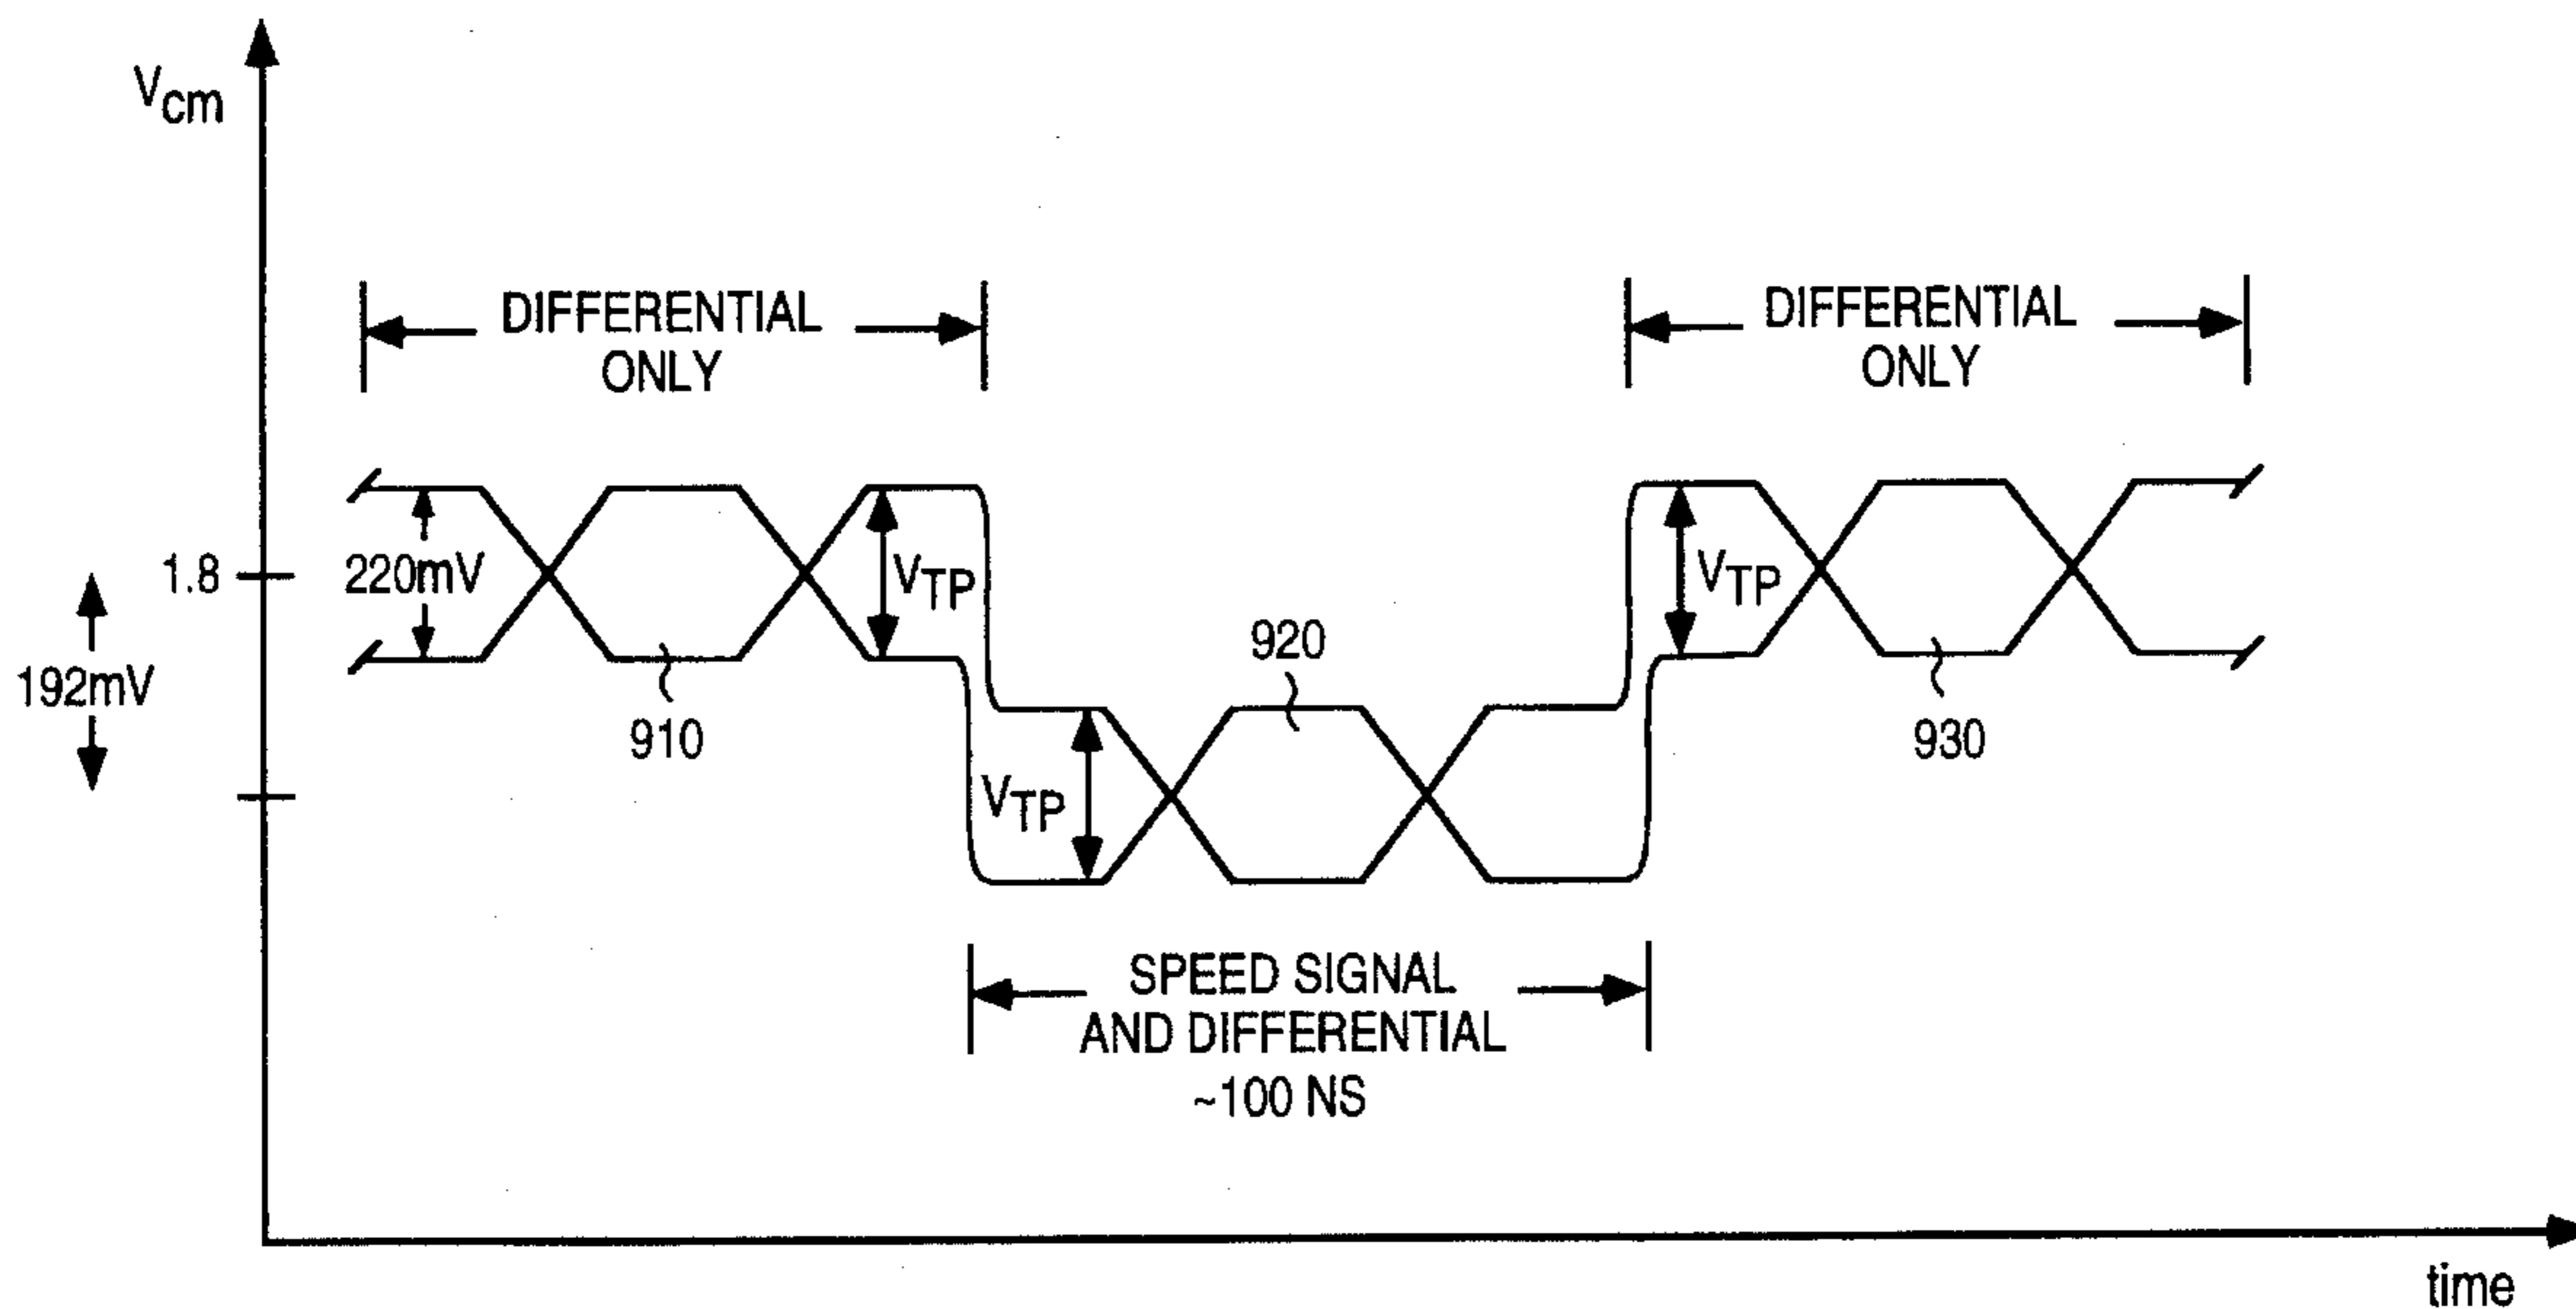 Vcm
DIFFERENTIAL
ONLY
DIFFERENTIAL
ONLY
1.8
220mV
VTP
VTP
192mV
910
920
930
VTP
SPEED SIGNAL
AND DIFFERENTIAL
~100 NS
time